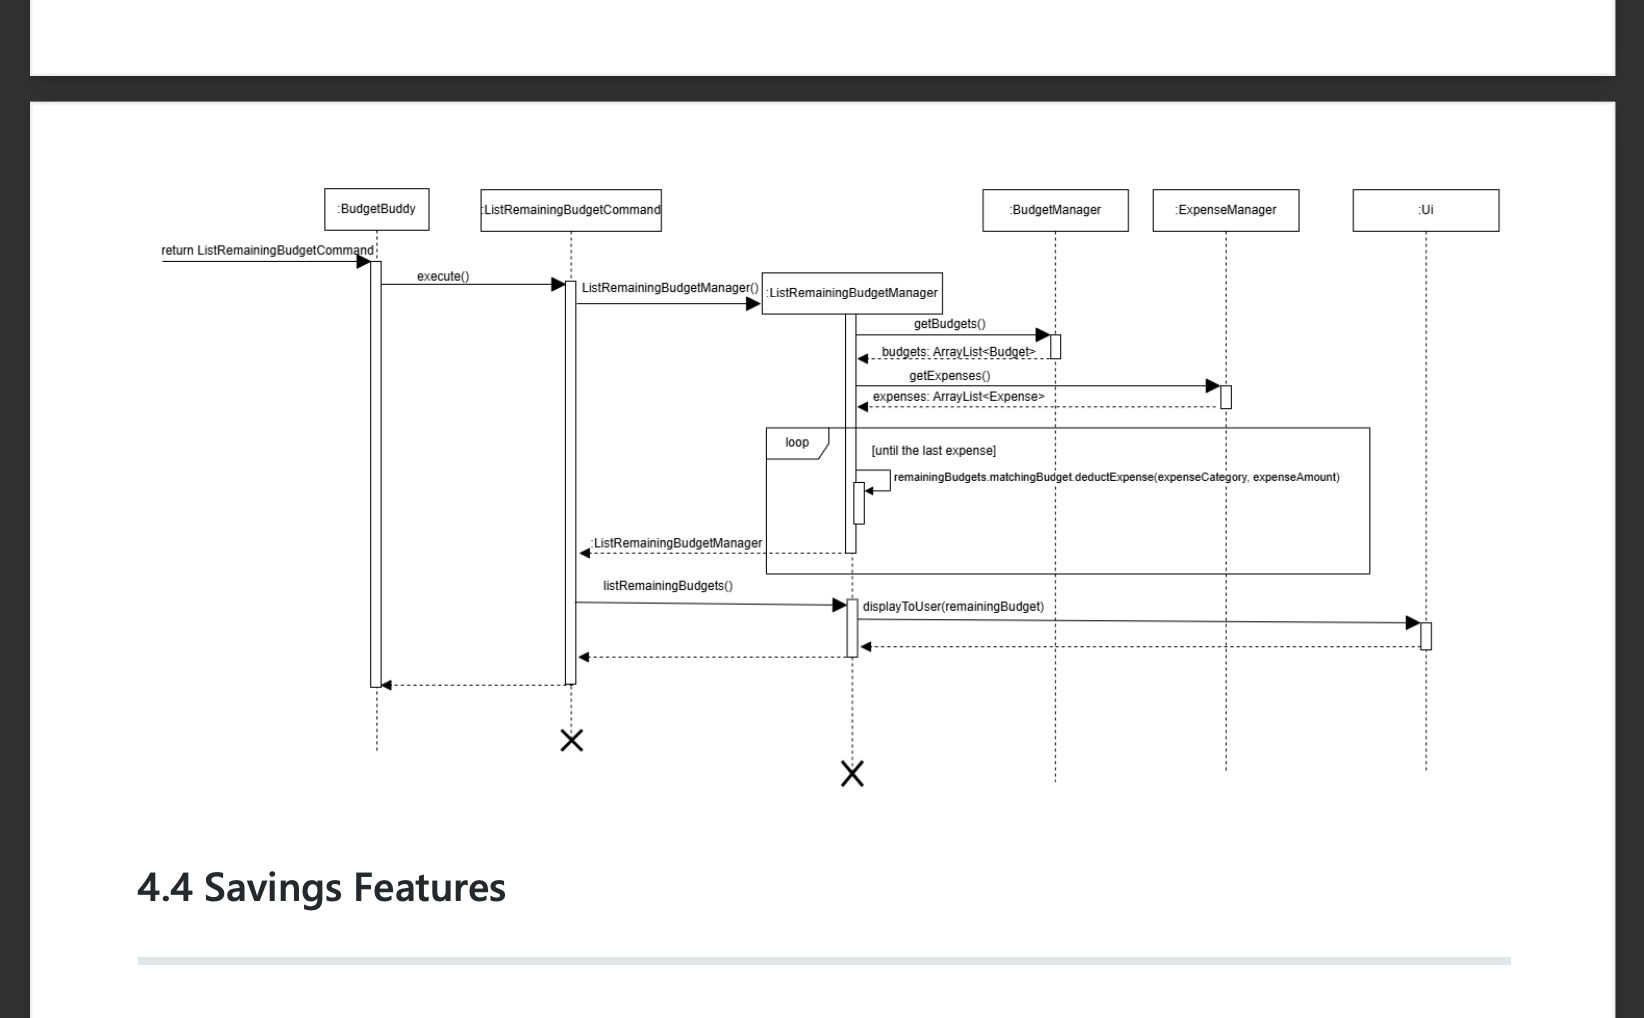 :BudgetBuddy
:ListRemainingBudgetCommand
:BudgetManager
:ExpenseManager
:Ui
return ListRemainingBudgetCommand
execute()
ListRemainingBudgetManager()
:ListRemainingBudgetManager
getBudgets()
budgets: ArrayList<Budget>
getExpenses()
expenses: ArrayList<Expense>
loop
[until the last expense]
remainingBudgets.matchingBudget.deductExpense(expenseCategory, expenseAmount)
:ListRemainingBudgetManager
listRemainingBudgets()
displayToUser(remainingBudget)
4.4 Savings Features